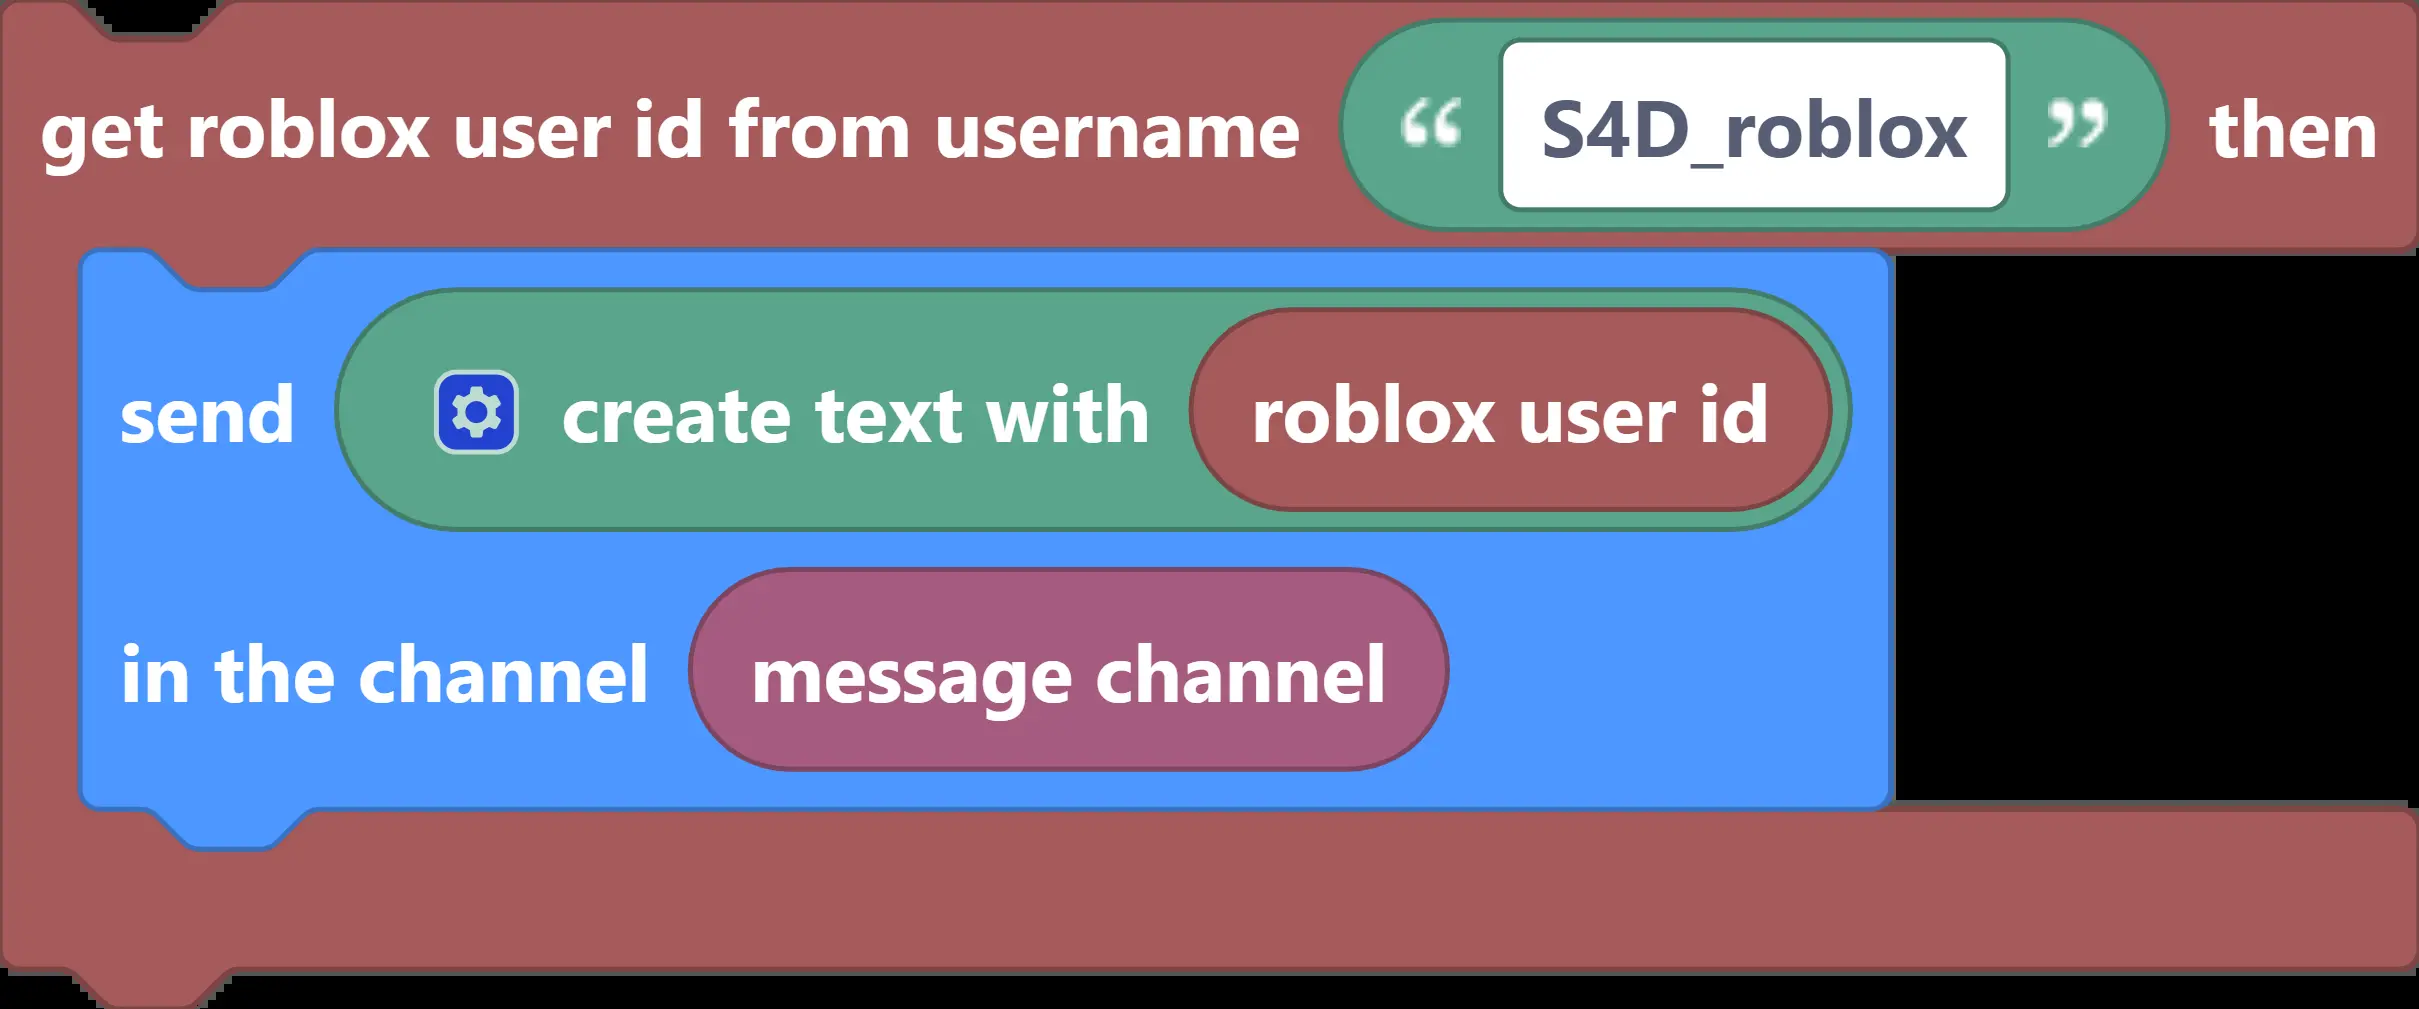 get roblox user id from username “ S4D_roblox ” then
send create text with roblox user id
in the channel message channel